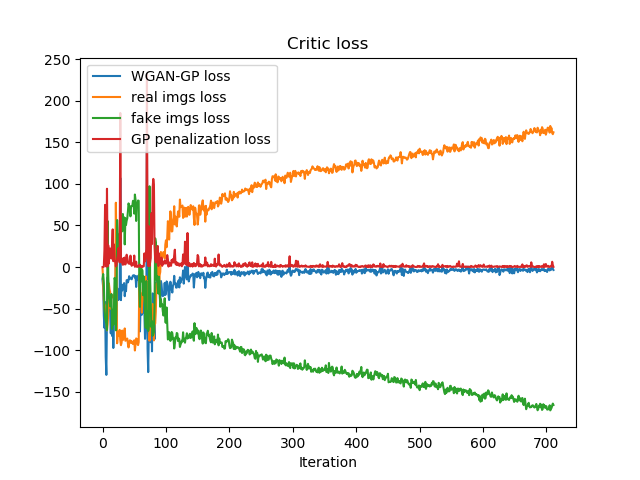 Critic loss
250
200
150
100
50
0
−50
−100
−150
WGAN-GP loss
real imgs loss
fake imgs loss
GP penalization loss
0 100 200 300 400 500 600 700
Iteration